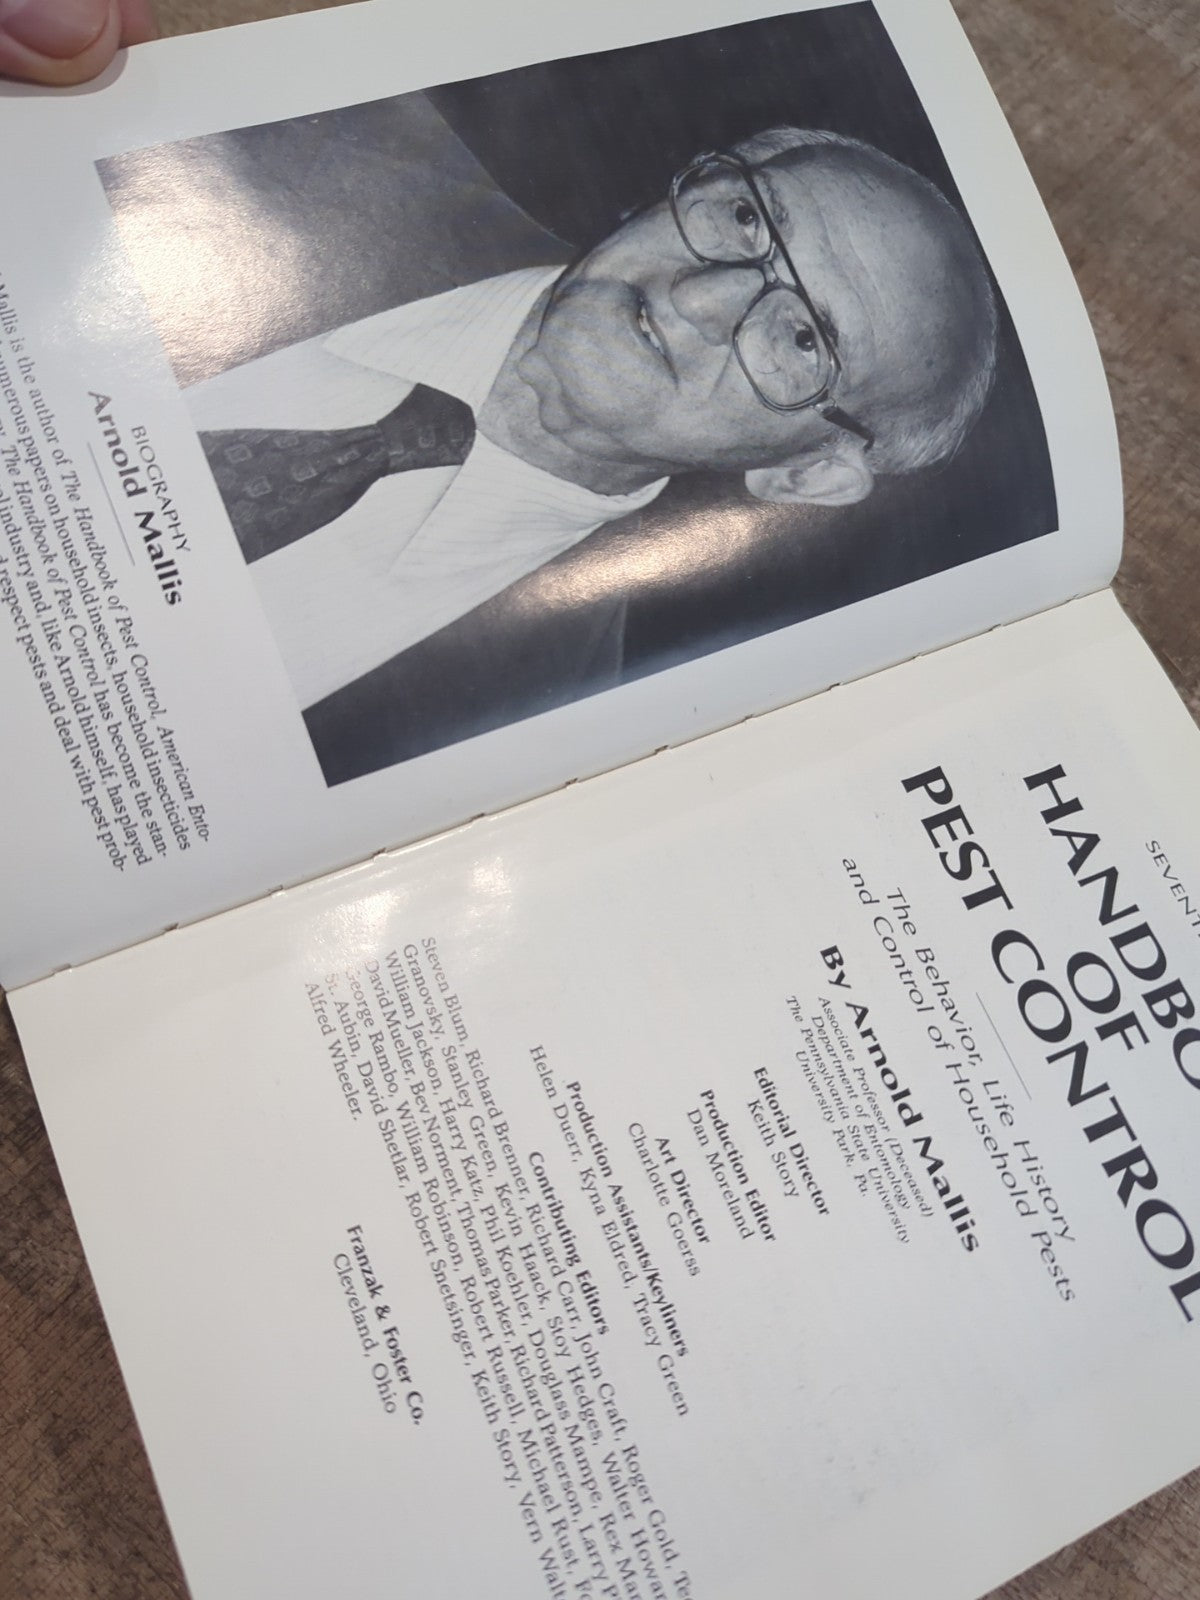 BIOGRAPHY
Arnold Mallis
Mallis is the author of The Handbook of Pest Control, American Ento-
numerous papers on household insects, household insecticides
The Handbook of Pest Control has become the stan-
industry and, like Arnold himself, has played
respect pests and deal with pest prob-
HANDBO
OF
PEST CONTROL
The Behavior, Life History
and Control of Household Pests
By Arnold Mallis
Associate Professor (Deceased)
Department of Entomology
The Pennsylvania State University
University Park, Pa.
Editorial Director
Keith Story
Production Editor
Dan Moreland
Art Director
Charlotte Goerss
Production Assistants/Keyliners
Helen Duerr, Kyna Eldred, Tracy Green
Contributing Editors
Steven Blum, Richard Brenner, Richard Carr, John Craft, Roger Gold,
Granovsky, Stanley Green, Kevin Haack, Stoy Hedges, Walter Howar
William Jackson, Harry Katz, Phil Koehler, Douglass Mampe, Rex Mar
David Mueller, Bev Norment, Thomas Parker, Richard Patterson, Larry
George Rambo, William Robinson, Robert Russell, Michael Rust,
St. Aubin, David Shetlar, Robert Snetsinger, Keith Story, Vern Walt
Alfred Wheeler.
Franzak & Foster Co.
Cleveland, Ohio